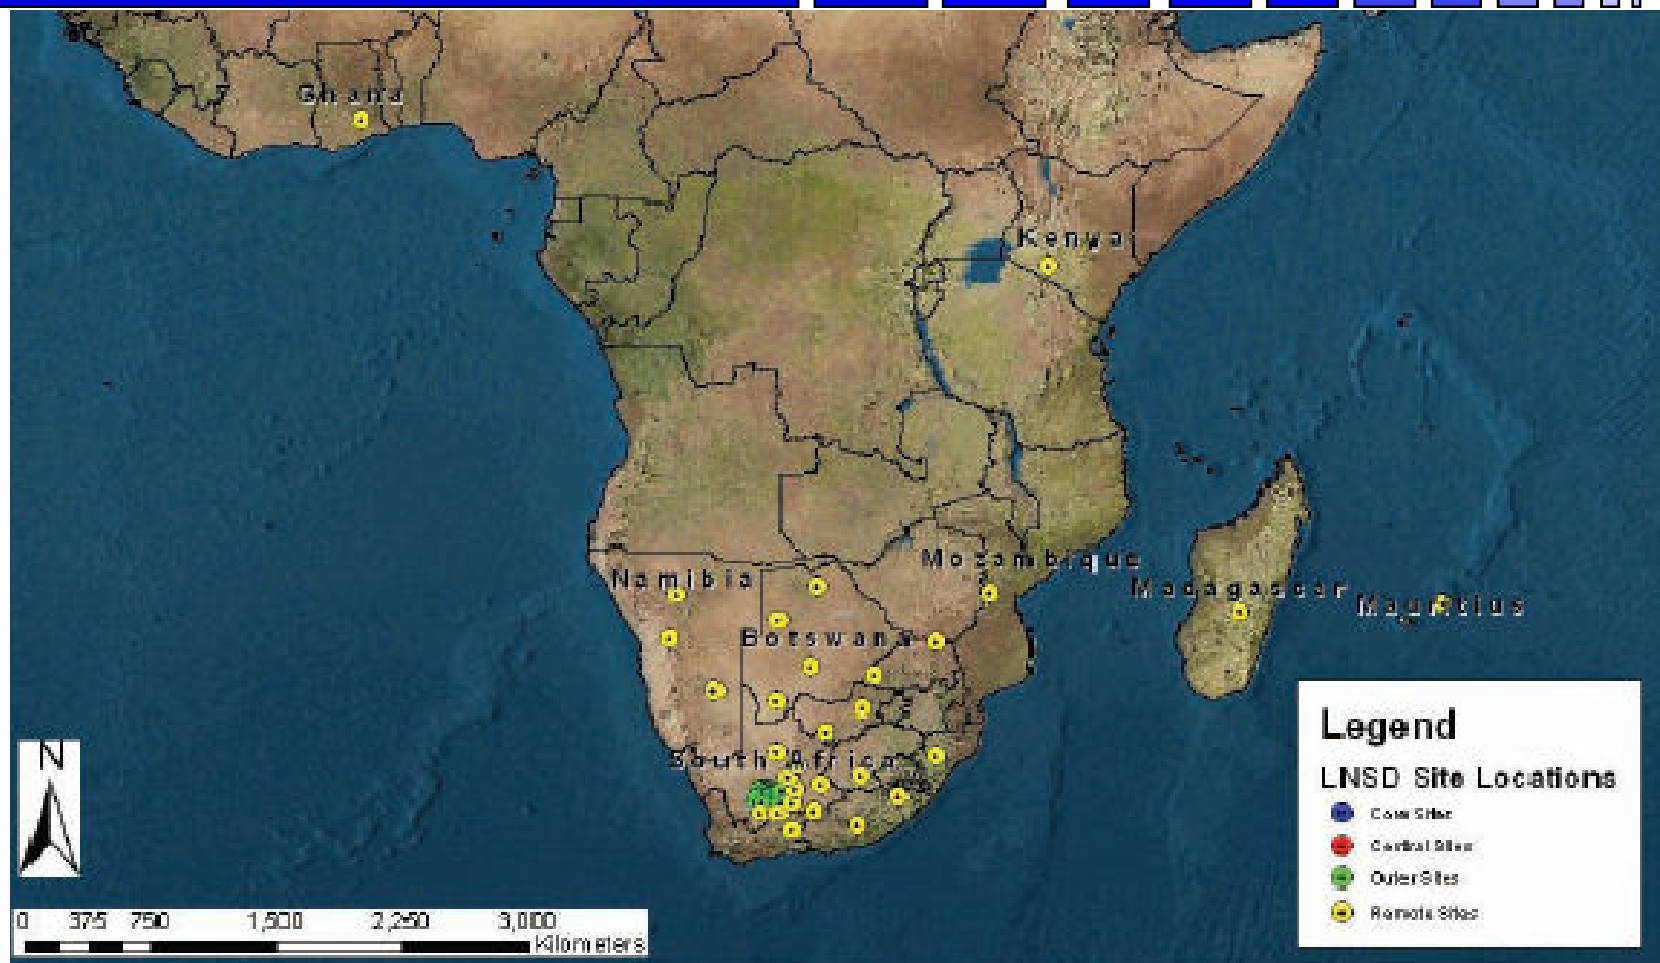 Ghana
Kenya
Mozambique
Namibia
Madagascar
Mauritius
Botswana
South Africa
N
0 375 750 1,500 2,250 3,000
Kilometers
Legend
LNSD Site Locations
Core Sites
Central Sites
Outer Sites
Remote Sites